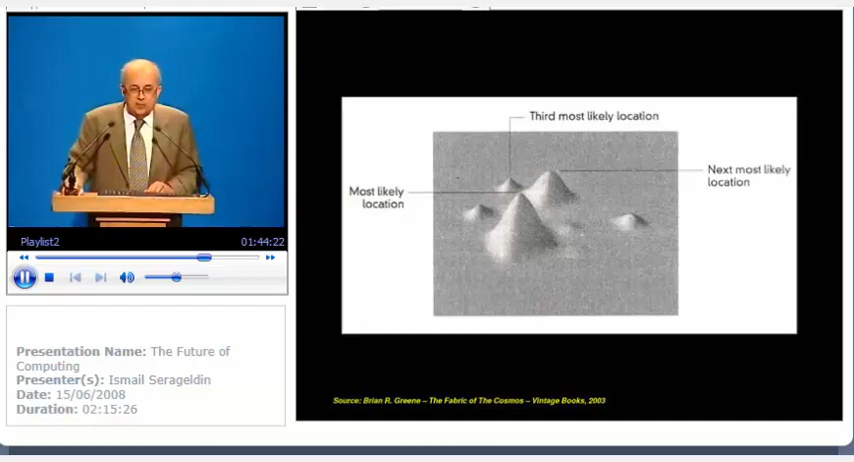 Playlist2
01:44:22
Presentation Name: The Future of
Computing
Presenter(s): Ismail Serageldin
Date: 15/06/2008
Duration: 02:15:26
Third most likely location
Next most likely
location
Most likely
location
Source: Brian R. Greene – The Fabric of The Cosmos – Vintage Books, 2003